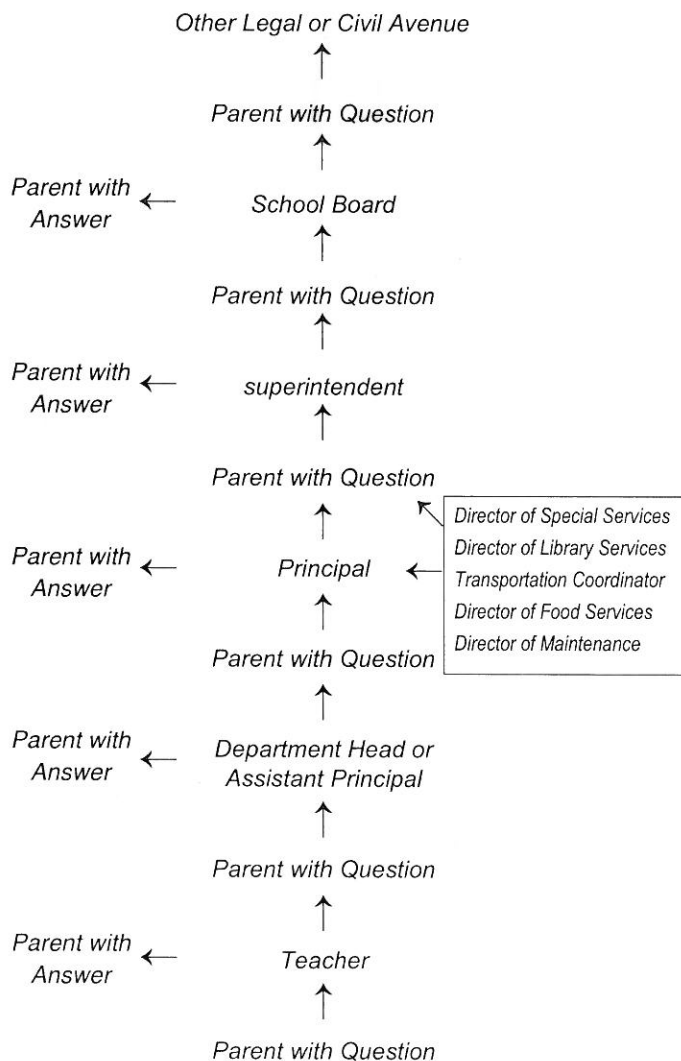 Other Legal or Civil Avenue
Parent with Question
Parent with
Answer
School Board
Parent with Question
Parent with
Answer
superintendent
Parent with Question
Director of Special Services
Director of Library Services
Transportation Coordinator
Director of Food Services
Director of Maintenance
Parent with
Answer
Principal
Parent with Question
Parent with
Answer
Department Head or
Assistant Principal
Parent with Question
Parent with
Answer
Teacher
Parent with Question